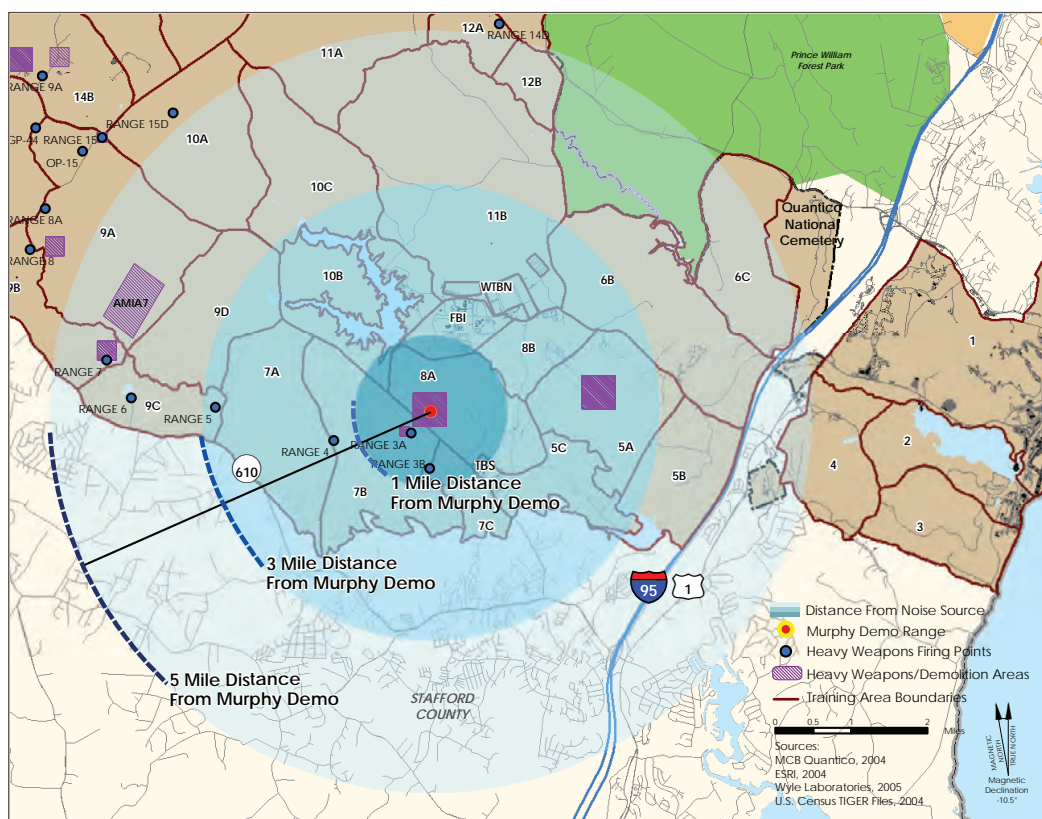 12A
RANGE 14D
11A
Prince William
Forest Park
12B
RANGE 9A
14B
RANGE 15D
GP-44
RANGE 15
10A
OP-15
10C
RANGE 8A
11B
Quantico
National
Cemetery
9A
RANGE 8
10B
6B
6C
9B
AMIA7
WTBN
9D
FBI
1
8B
RANGE 7
7A
8A
RANGE 6
9C
RANGE 5
2
RANGE 4
RANGE 3A
5C
5A
4
610
RANGE 3B
TBS
5B
1 Mile Distance
From Murphy Demo
7B
7C
3
3 Mile Distance
From Murphy Demo
95
1
5 Mile Distance
From Murphy Demo
STAFFORD
COUNTY
Distance From Noise Source
Murphy Demo Range
Heavy Weapons Firing Points
Heavy Weapons/Demolition Areas
Training Area Boundaries
0 0.5 1 2
Miles
Sources:
MCB Quantico, 2004
ESRI, 2004
Wyle Laboratories, 2005
U.S. Census TIGER Files, 2004
MAGNETIC
NORTH
TRUE NORTH
Magnetic
Declination
-10.5°